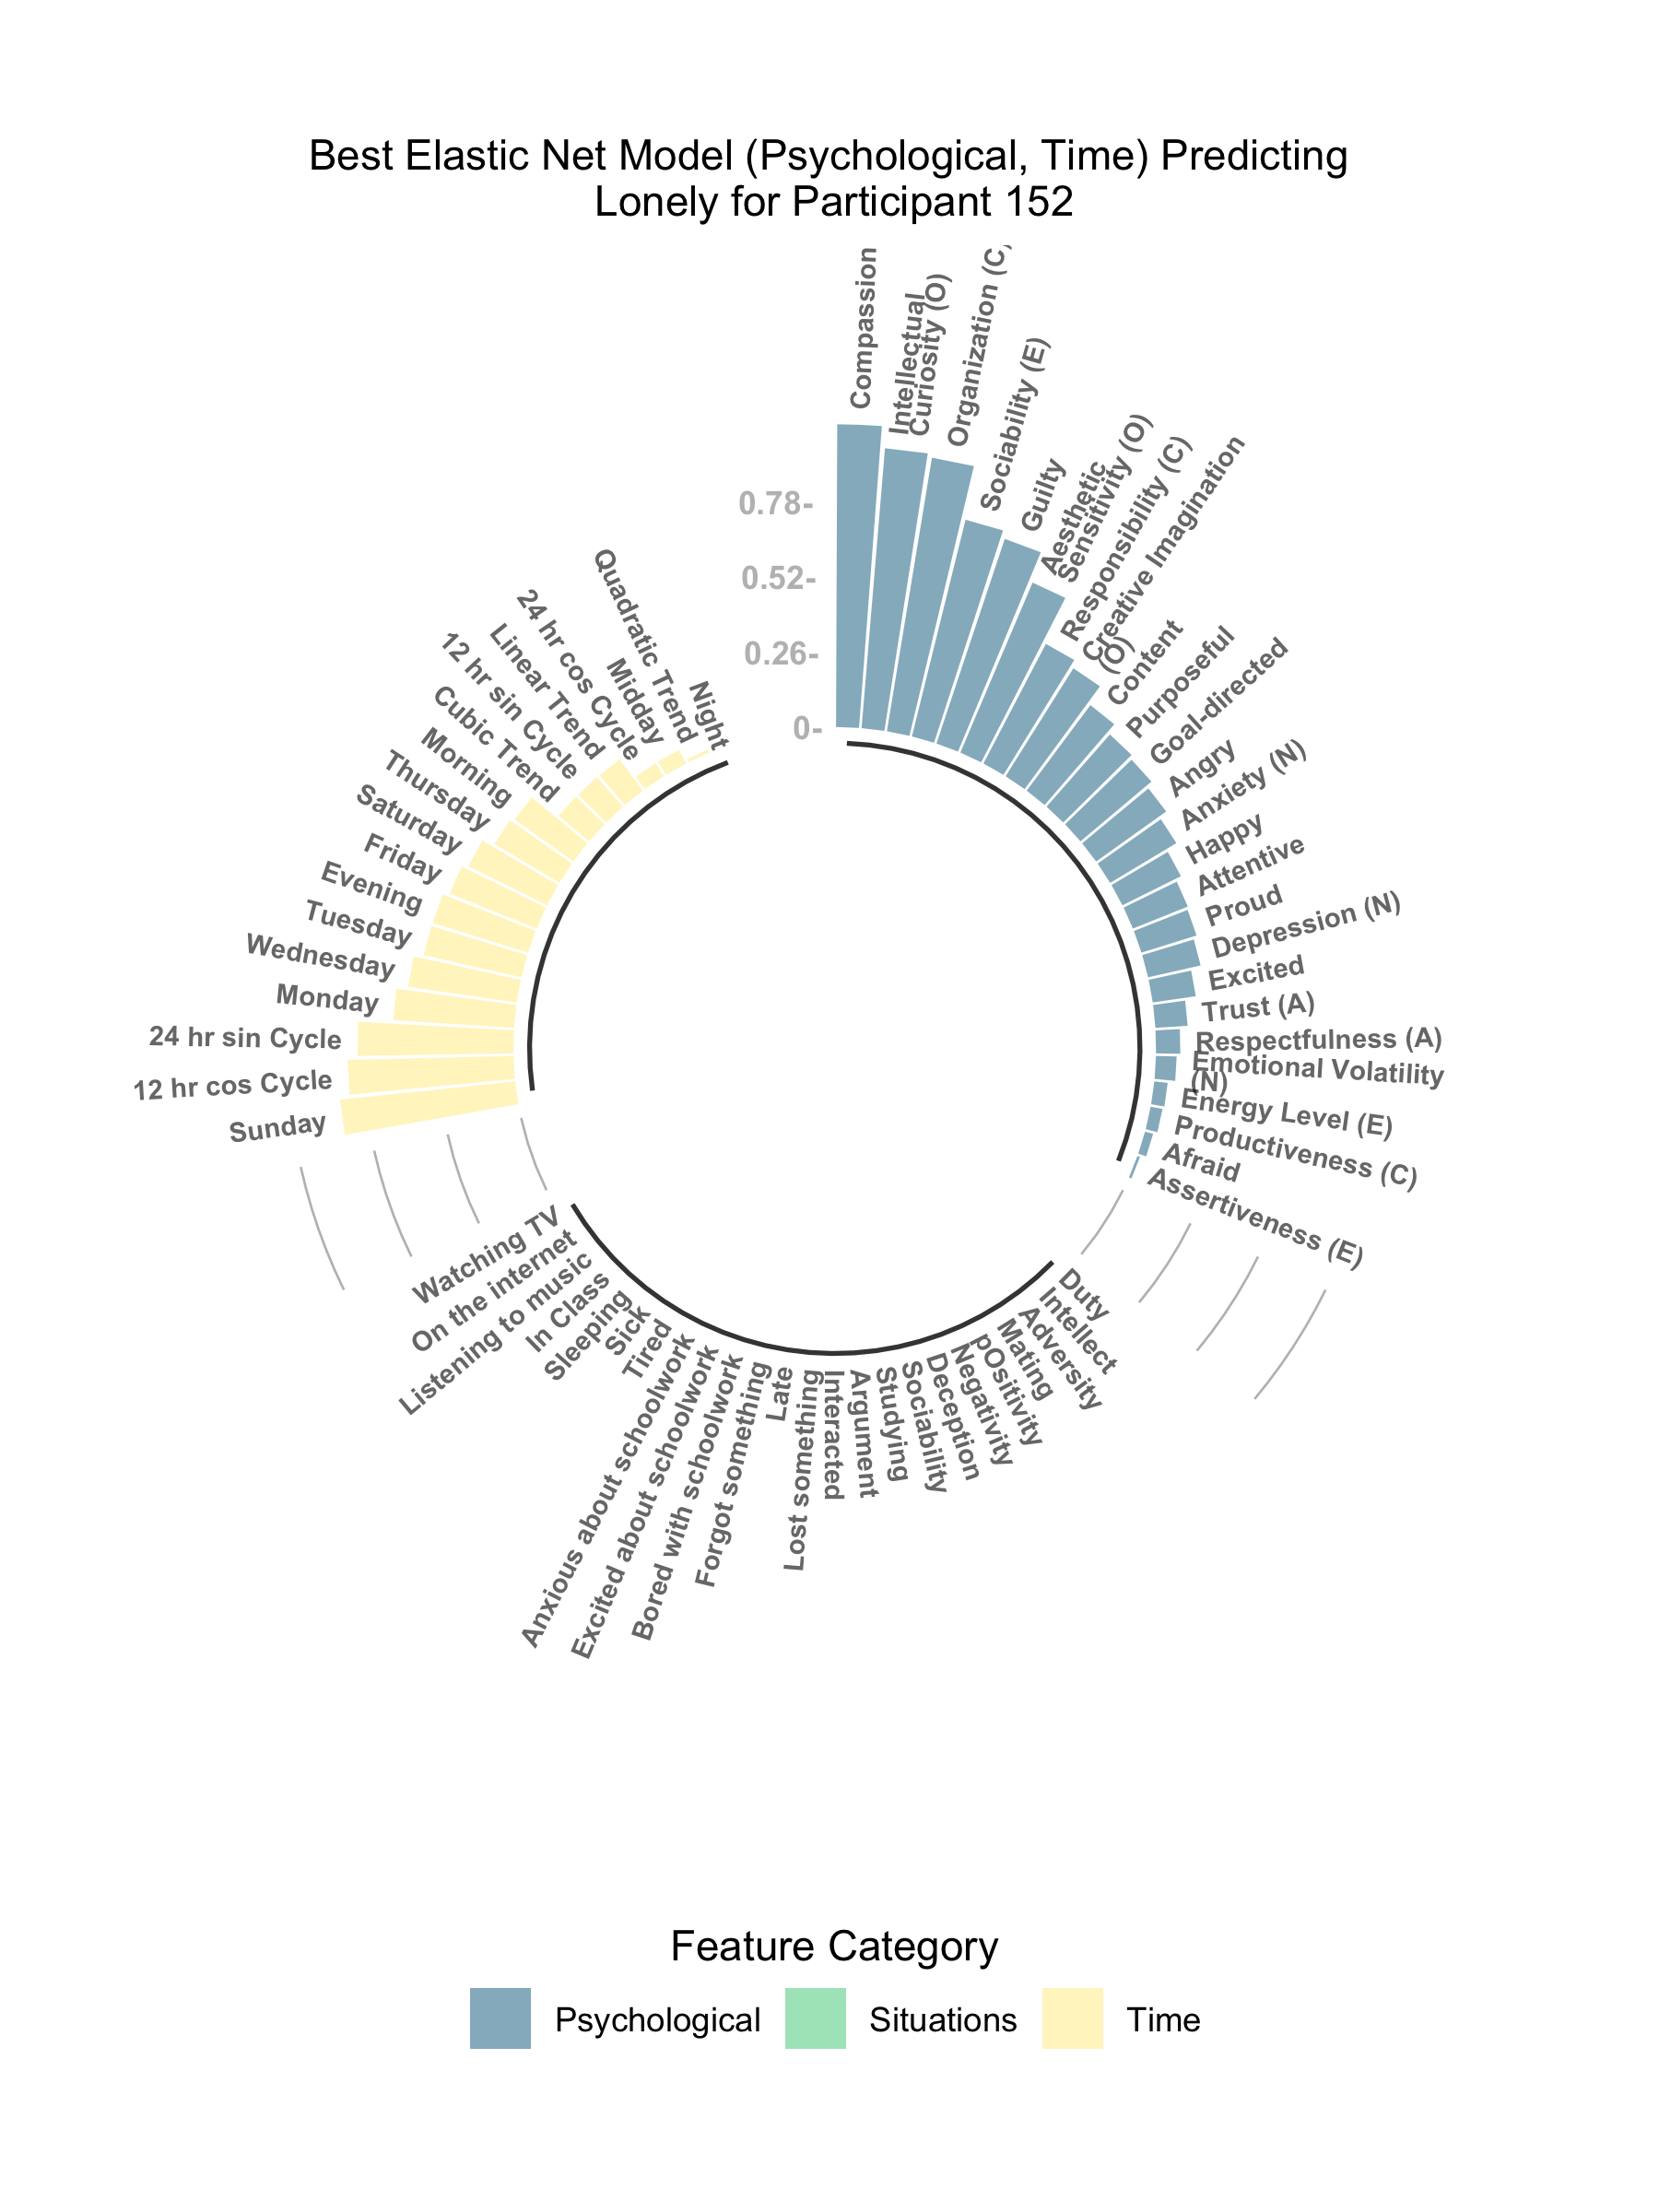 Best Elastic Net Model (Psychological, Time) Predicting
Lonely for Participant 152
0.78-
0.52-
0.26-
0-
Compassion
Intellectual
Curiosity (O)
Organization (C)
Sociability (E)
Guilty
Aesthetic
Sensitivity (O)
Responsibility (C)
Creative Imagination
(O)
Content
Purposeful
Goal-directed
Angry
Anxiety (N)
Happy
Attentive
Proud
Depression (N)
Excited
Trust (A)
Respectfulness (A)
Emotional Volatility
(N)
Energy Level (E)
Productiveness (C)
Afraid
Assertiveness (E)
Duty
Intellect
Adversity
Mating
pOsitivity
Negativity
Deception
Sociability
Studying
Argument
Interacted
Lost something
Late
Forgot something
Bored with schoolwork
Excited about schoolwork
Anxious about schoolwork
Tired
Sick
Sleeping
In Class
Listening to music
On the internet
Watching TV
Sunday
12 hr cos Cycle
24 hr sin Cycle
Monday
Wednesday
Tuesday
Evening
Friday
Saturday
Thursday
Morning
Cubic Trend
12 hr sin Cycle
Linear Trend
24 hr cos Cycle
Midday
Quadratic Trend
Night
Feature Category
Psychological
Situations
Time